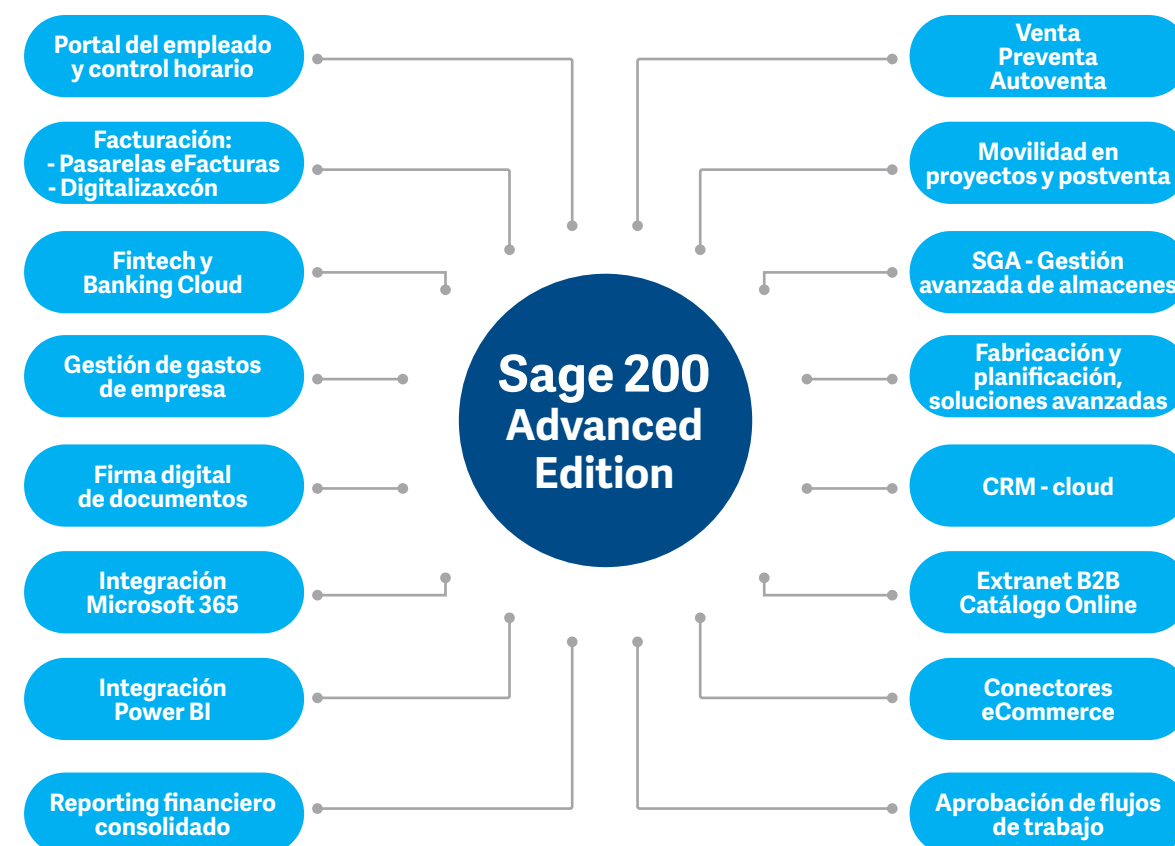 Portal del empleado
y control horario
Facturación:
- Pasarelas eFacturas
- Digitalizaxcón
Fintech y
Banking Cloud
Gestión de gastos
de empresa
Firma digital
de documentos
Integración
Microsoft 365
Integración
Power BI
Reporting financiero
consolidado
Sage 200
Advanced
Edition
Venta
Preventa
Autoventa
Movilidad en
proyectos y postventa
SGA - Gestión
avanzada de almacenes
Fabricación y
planificación,
soluciones avanzadas
CRM - cloud
Extranet B2B
Catálogo Online
Conectores
eCommerce
Aprobación de flujos
de trabajo